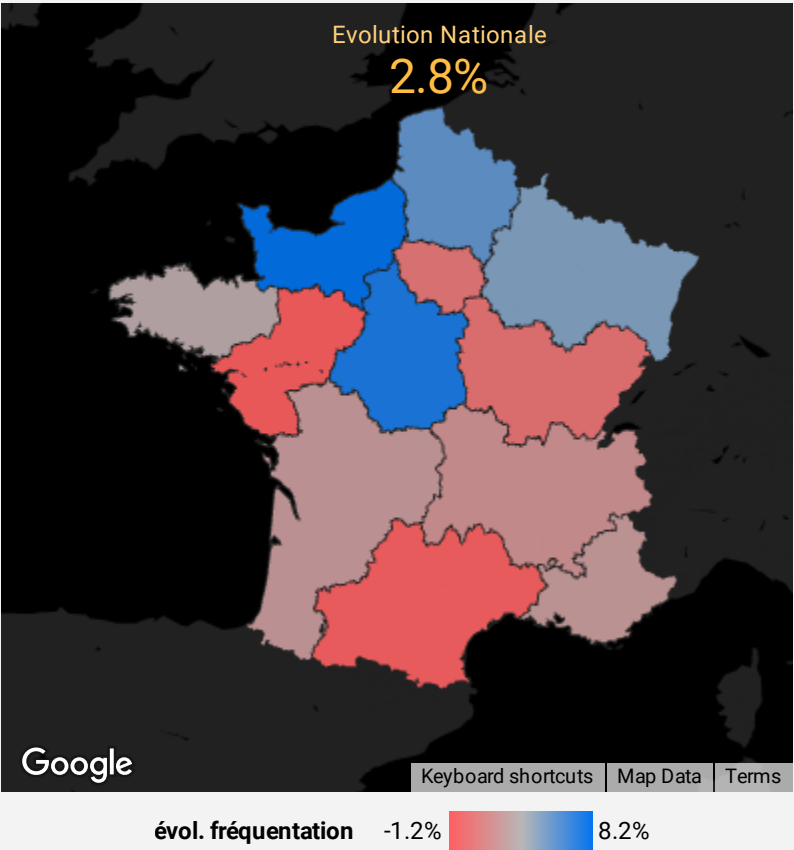 Evolution Nationale
2.8%
Google
Keyboard shortcuts Map Data Terms
évol. fréquentation -1.2% 8.2%